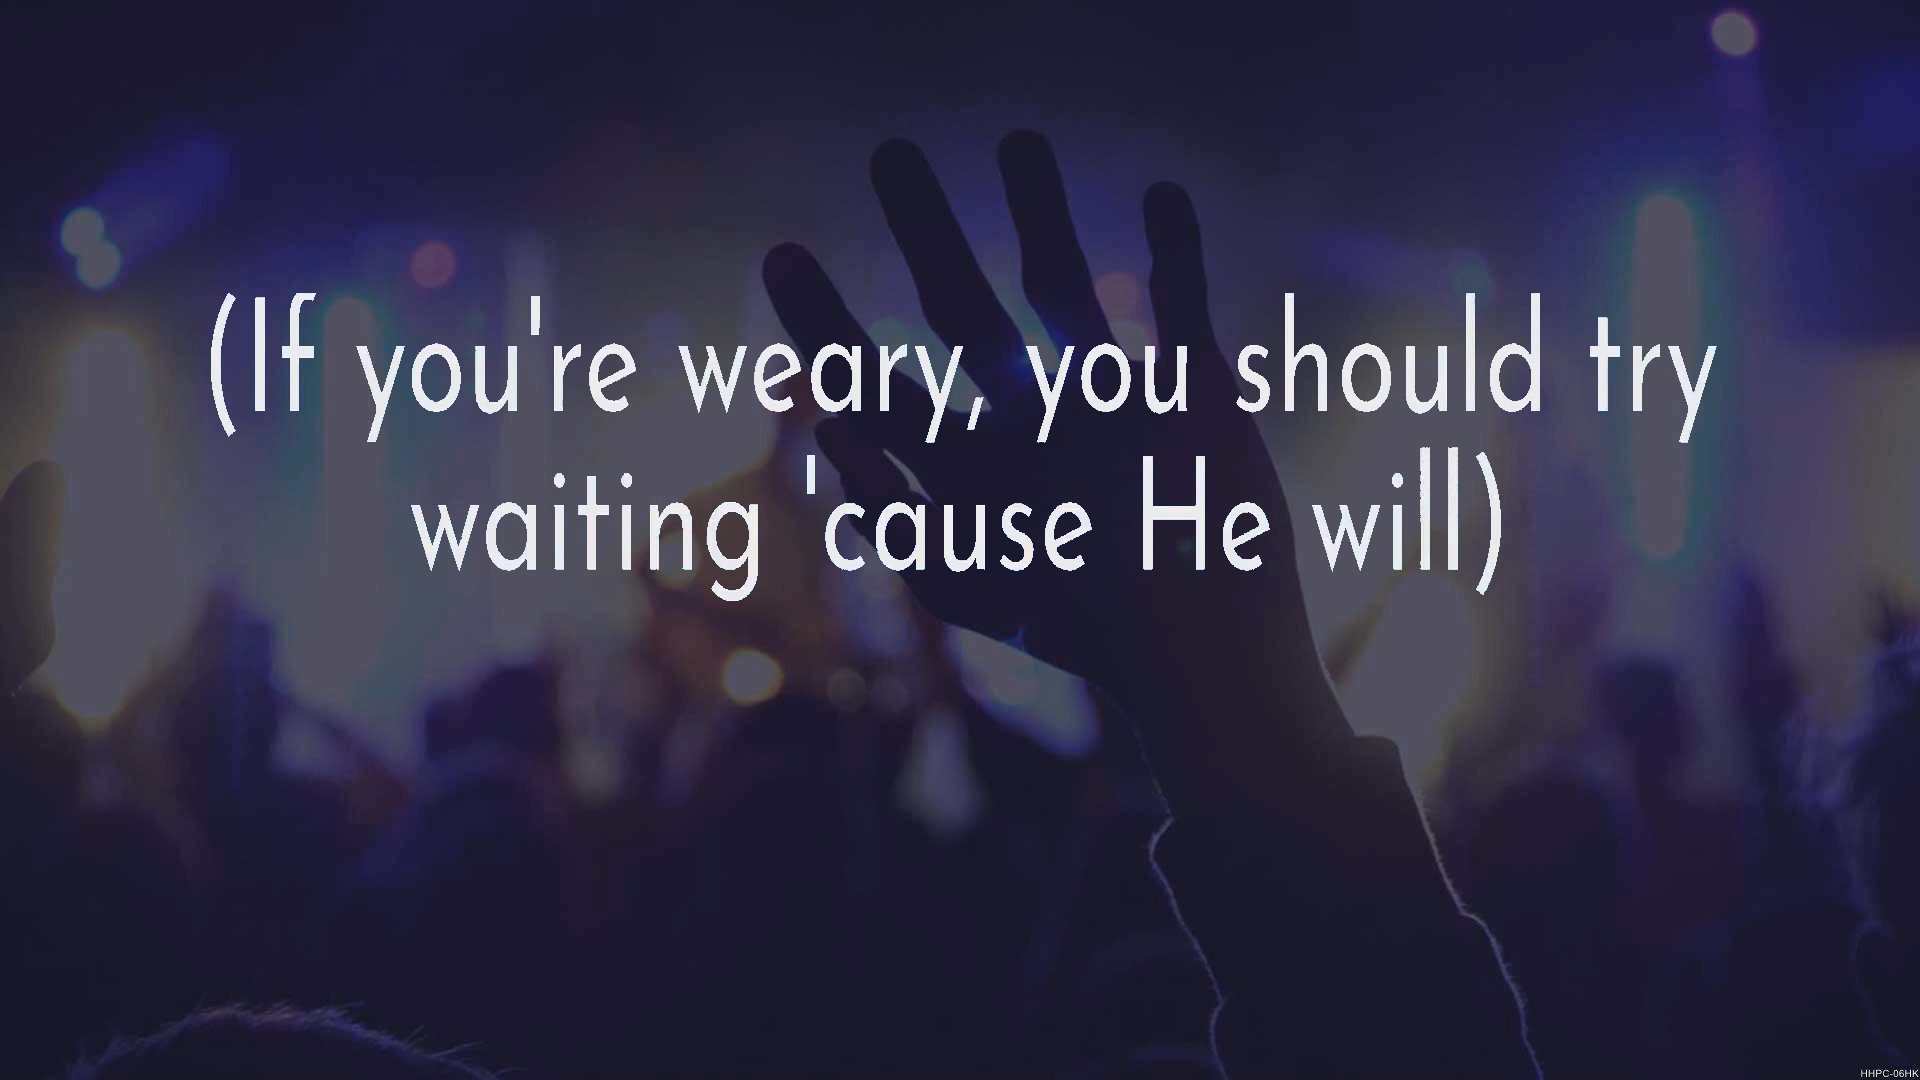 (If you're weary, you should try
waiting 'cause He will)
HHPC-06HK